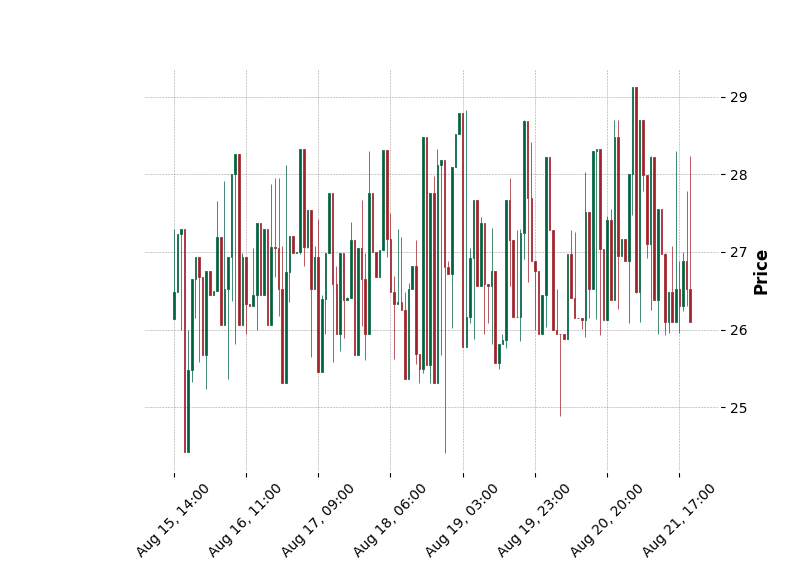 29
28
27
26
25
Price
Aug 15, 14:00
Aug 16, 11:00
Aug 17, 09:00
Aug 18, 06:00
Aug 19, 03:00
Aug 19, 23:00
Aug 20, 20:00
Aug 21, 17:00